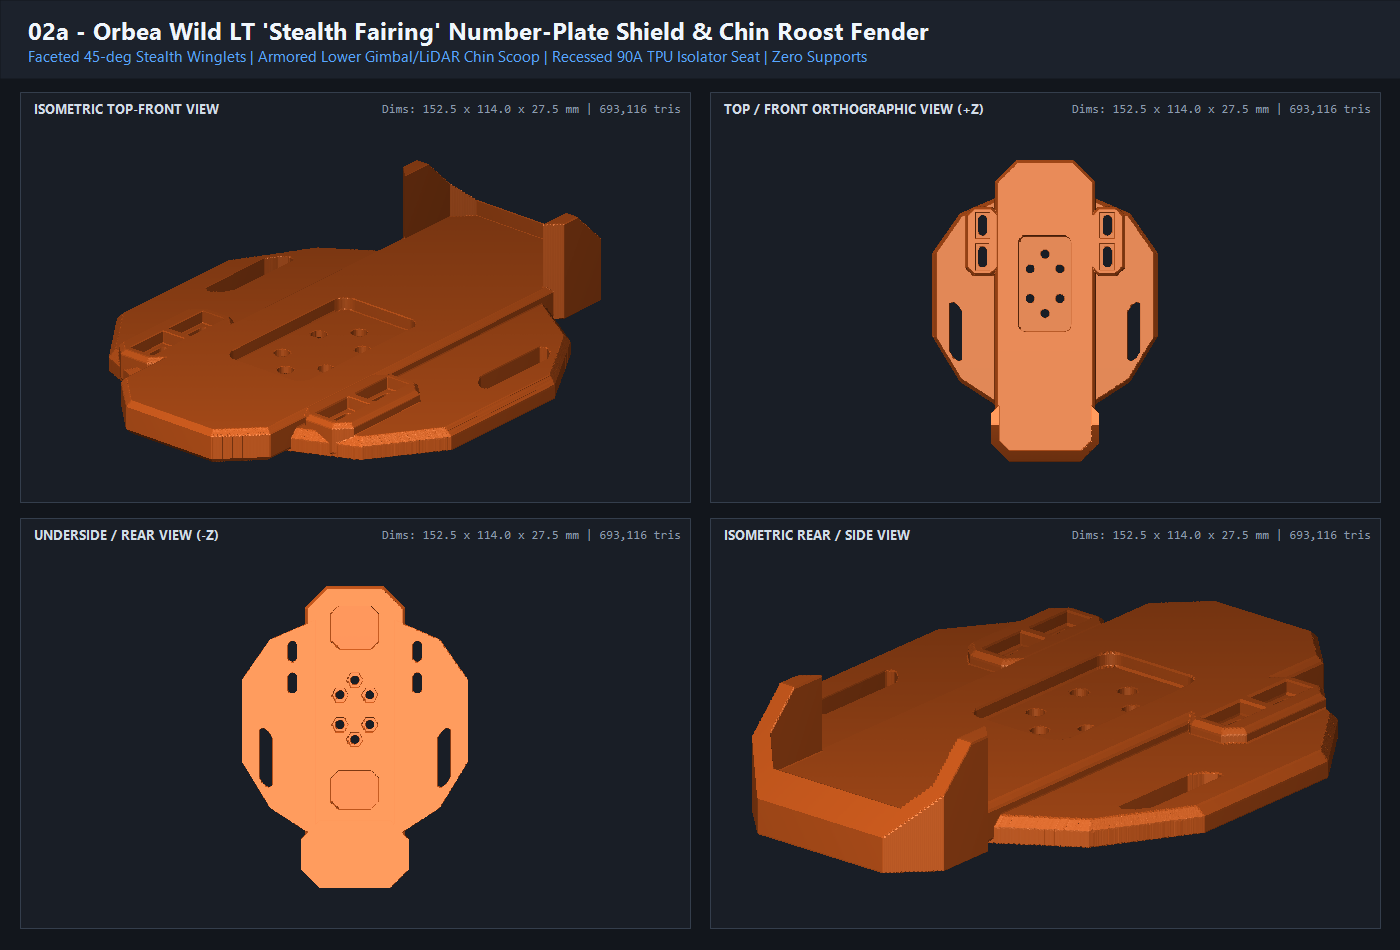 02a - Orbea Wild LT 'Stealth Fairing' Number-Plate Shield & Chin Roost Fender
Faceted 45-deg Stealth Winglets | Armored Lower Gimbal/LiDAR Chin Scoop | Recessed 90A TPU Isolator Seat | Zero Supports
ISOMETRIC TOP-FRONT VIEW
Dims: 152.5 x 114.0 x 27.5 mm | 693,116 tris
TOP / FRONT ORTHOGRAPHIC VIEW (+Z)
Dims: 152.5 x 114.0 x 27.5 mm | 693,116 tris
UNDERSIDE / REAR VIEW (-Z)
Dims: 152.5 x 114.0 x 27.5 mm | 693,116 tris
ISOMETRIC REAR / SIDE VIEW
Dims: 152.5 x 114.0 x 27.5 mm | 693,116 tris